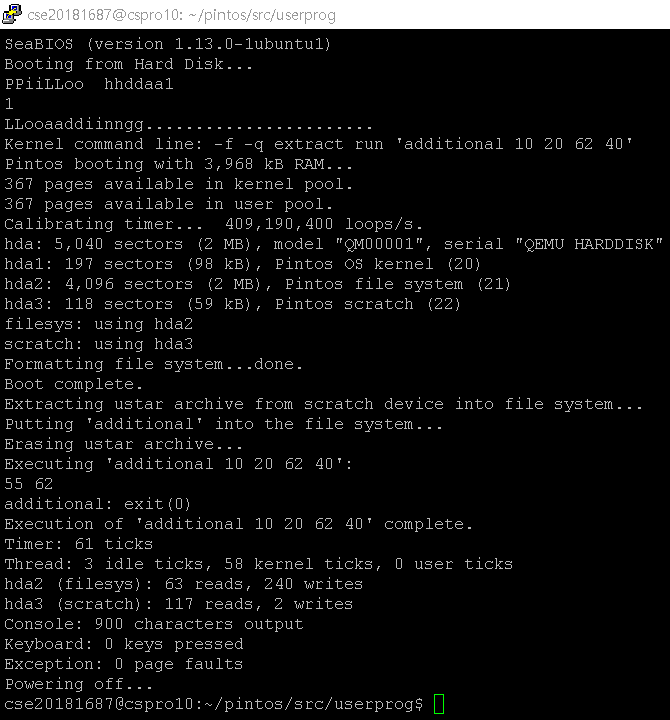 cse20181687@cspro10: ~/pintos/src/userprog
SeaBIOS (version 1.13.0-1ubuntu1)
Booting from Hard Disk...
PPiiLLoo  hhddaa1
1
LLooaaddiinngg.......................
Kernel command line: -f -q extract run 'additional 10 20 62 40'
Pintos booting with 3,968 kB RAM...
367 pages available in kernel pool.
367 pages available in user pool.
Calibrating timer...  409,190,400 loops/s.
hda: 5,040 sectors (2 MB), model "QM00001", serial "QEMU HARDDISK"
hda1: 197 sectors (98 kB), Pintos OS kernel (20)
hda2: 4,096 sectors (2 MB), Pintos file system (21)
hda3: 118 sectors (59 kB), Pintos scratch (22)
filesys: using hda2
scratch: using hda3
Formatting file system...done.
Boot complete.
Extracting ustar archive from scratch device into file system...
Putting 'additional' into the file system...
Erasing ustar archive...
Executing 'additional 10 20 62 40':
55 62
additional: exit(0)
Execution of 'additional 10 20 62 40' complete.
Timer: 61 ticks
Thread: 3 idle ticks, 58 kernel ticks, 0 user ticks
hda2 (filesys): 63 reads, 240 writes
hda3 (scratch): 117 reads, 2 writes
Console: 900 characters output
Keyboard: 0 keys pressed
Exception: 0 page faults
Powering off...
cse20181687@cspro10:~/pintos/src/userprog$